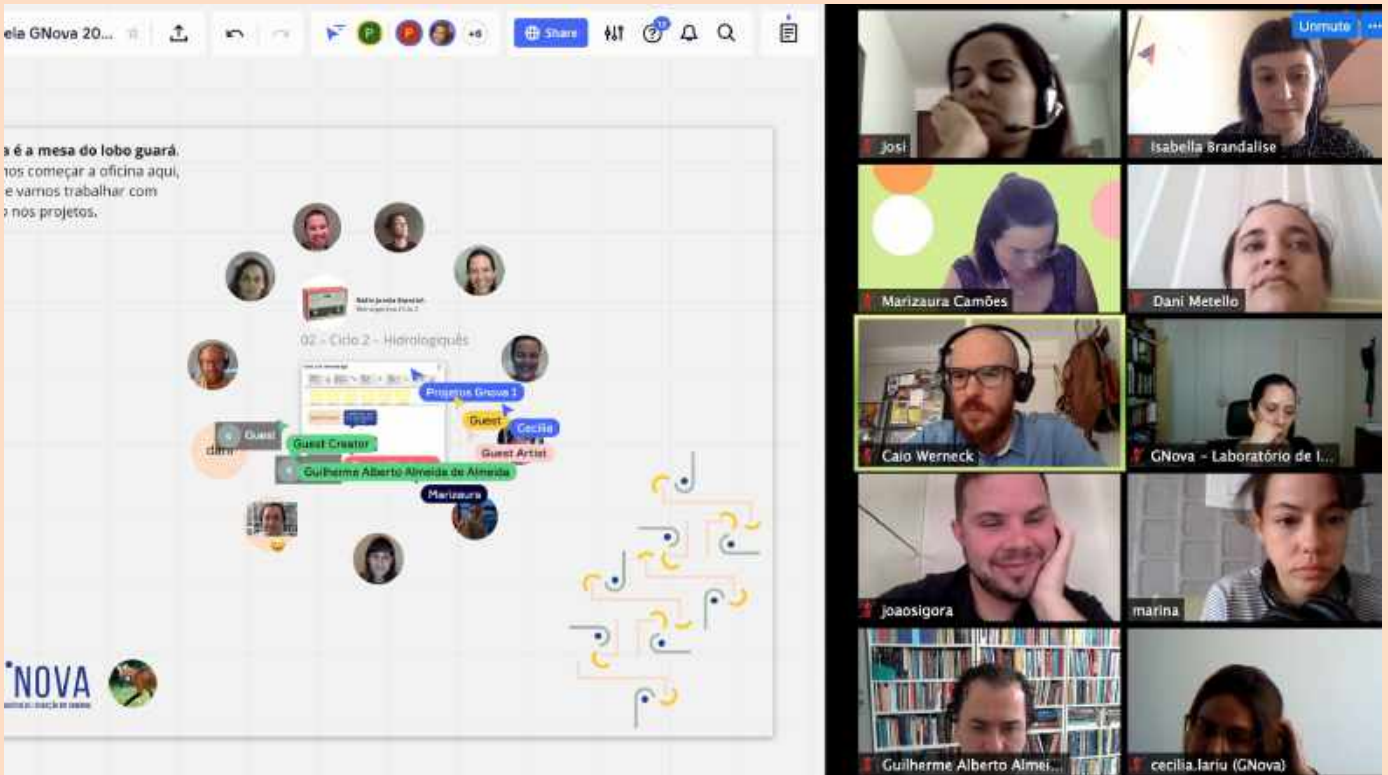 ela GNova 20...
P
P
+6
Share
a é a mesa do lobo guará.
nos começar a oficina aqui,
e vamos trabalhar com
o nos projetos.
02 - Ciclo 2 - Hidrologiquês
Projetos Gnova 1
Guest
Cecilia
Guest
Guest Creator
dani
Guest Artist
Guilherme Alberto Almeida de Almeida
Marizaura
NOVA
Unmute
Josi
Isabella Brandalise
Marizaura Camões
Dani Metello
Caio Werneck
GNova - Laboratório de I...
joaosigora
marina
Guilherme Alberto Almei...
cecilia.lariu (GNova)